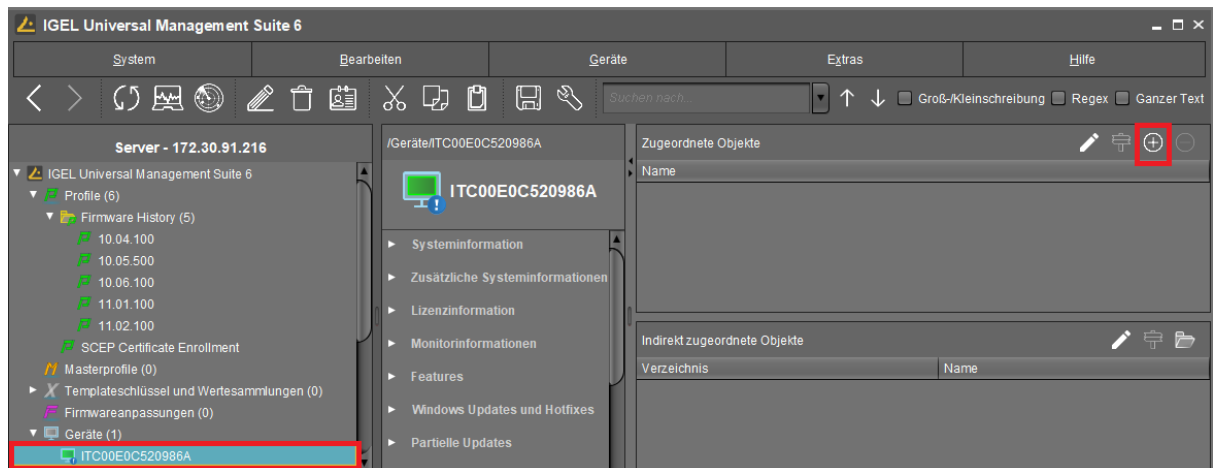 IGEL Universal Management Suite 6
System Bearbeiten Geräte Extras Hilfe
Suchen nach... Groß-/Kleinschreibung Regex Ganzer Text
Server - 172.30.91.216
IGEL Universal Management Suite 6
Profile (6)
Firmware History (5)
10.04.100
10.05.500
10.06.100
11.01.100
11.02.100
SCEP Certificate Enrollment
Masterprofile (0)
Templateschlüssel und Wertesammlungen (0)
Firmwareanpassungen (0)
Geräte (1)
ITC00E0C520986A
/Geräte/ITC00E0C520986A
ITC00E0C520986A
Systeminformation
Zusätzliche Systeminformationen
Lizenzinformation
Monitorinformationen
Features
Windows Updates und Hotfixes
Partielle Updates
Zugeordnete Objekte
Name
Indirekt zugeordnete Objekte
Verzeichnis Name